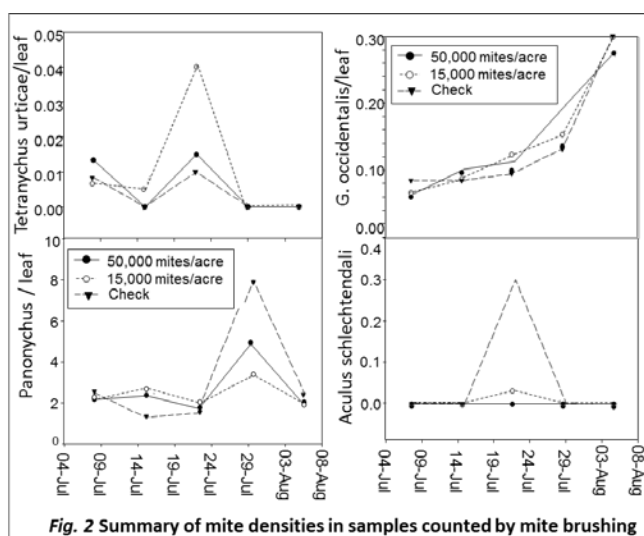 Tetranychus urticae/leaf
0.05
0.04
0.03
0.02
0.01
0.00
G. occidentalis/leaf
0.30
0.20
0.10
0.00
50,000 mites/acre
15,000 mites/acre
Check
Panonychus / leaf
10
8
6
4
2
0
50,000 mites/acre
15,000 mites/acre
Check
04-Jul
09-Jul
14-Jul
19-Jul
24-Jul
29-Jul
03-Aug
08-Aug
Aculus schlechtendali
0.4
0.3
0.2
0.1
0.0
04-Jul
09-Jul
14-Jul
19-Jul
24-Jul
29-Jul
03-Aug
08-Aug
Fig. 2 Summary of mite densities in samples counted by mite brushing